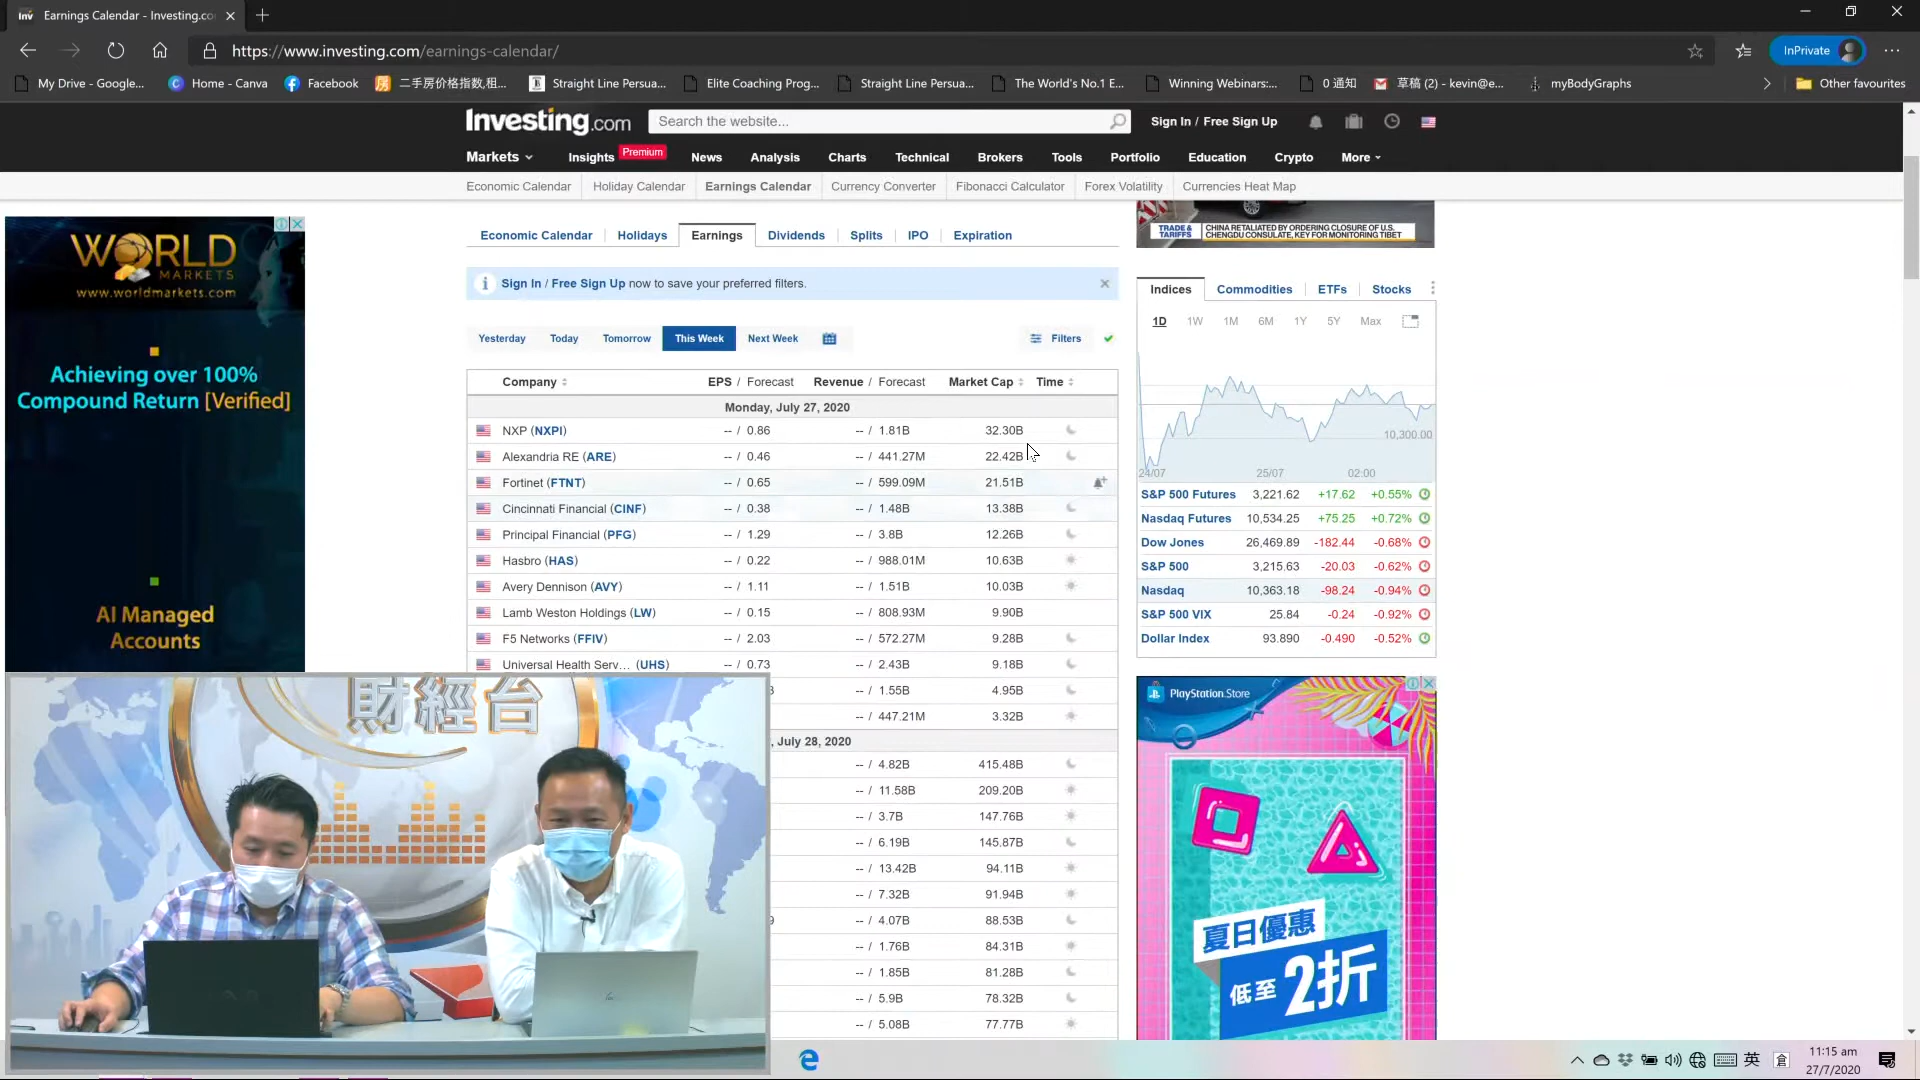 Earnings Calendar - Investing.co
https://www.investing.com/earnings-calendar/
InPrivate
My Drive - Google...
Home - Canva
Facebook
二手房价格指数,租...
Straight Line Persua...
Elite Coaching Prog...
Straight Line Persua...
The World's No.1 E...
Winning Webinars:...
0 通知
草稿 (2) - kevin@e...
myBodyGraphs
Other favourites
Investing.com
Search the website...
Sign In / Free Sign Up
Markets
Insights
Premium
News
Analysis
Charts
Technical
Brokers
Tools
Portfolio
Education
Crypto
More
Economic Calendar
Holiday Calendar
Earnings Calendar
Currency Converter
Fibonacci Calculator
Forex Volatility
Currencies Heat Map
WORLD
MARKETS
www.worldmarkets.com
Achieving over 100%
Compound Return [Verified]
AI Managed
Accounts
Economic Calendar
Holidays
Earnings
Dividends
Splits
IPO
Expiration
Sign In / Free Sign Up now to save your preferred filters.
Yesterday
Today
Tomorrow
This Week
Next Week
Filters
Company EPS / Forecast Revenue / Forecast Market Cap Time
Monday, July 27, 2020
NXP (NXPI) -- / 0.86 -- / 1.81B 32.30B
Alexandria RE (ARE) -- / 0.46 -- / 441.27M 22.42B
Fortinet (FTNT) -- / 0.65 -- / 599.09M 21.51B
Cincinnati Financial (CINF) -- / 0.38 -- / 1.48B 13.38B
Principal Financial (PFG) -- / 1.29 -- / 3.8B 12.26B
Hasbro (HAS) -- / 0.22 -- / 988.01M 10.63B
Avery Dennison (AVY) -- / 1.11 -- / 1.51B 10.03B
Lamb Weston Holdings (LW) -- / 0.15 -- / 808.93M 9.90B
F5 Networks (FFIV) -- / 2.03 -- / 572.27M 9.28B
Universal Health Serv... (UHS) -- / 0.73 -- / 2.43B 9.18B
-- / 1.55B 4.95B
-- / 447.21M 3.32B
, July 28, 2020
-- / 4.82B 415.48B
-- / 11.58B 209.20B
-- / 3.7B 147.76B
-- / 6.19B 145.87B
-- / 13.42B 94.11B
-- / 7.32B 91.94B
-- / 4.07B 88.53B
-- / 1.76B 84.31B
-- / 1.85B 81.28B
-- / 5.9B 78.32B
-- / 5.08B 77.77B
財經台
TRADE & TARIFFS
CHINA RETALIATED BY ORDERING CLOSURE OF U.S.
CHENGDU CONSULATE, KEY FOR MONITORING TIBET
Indices
Commodities
ETFs
Stocks
1D 1W 1M 6M 1Y 5Y Max
10,300.00
24/07 25/07 02:00
S&P 500 Futures 3,221.62 +17.62 +0.55%
Nasdaq Futures 10,534.25 +75.25 +0.72%
Dow Jones 26,469.89 -182.44 -0.68%
S&P 500 3,215.63 -20.03 -0.62%
Nasdaq 10,363.18 -98.24 -0.94%
S&P 500 VIX 25.84 -0.24 -0.92%
Dollar Index 93.890 -0.490 -0.52%
PlayStation.Store
夏日優惠
低至2折
英
倉
11:15 am
27/7/2020